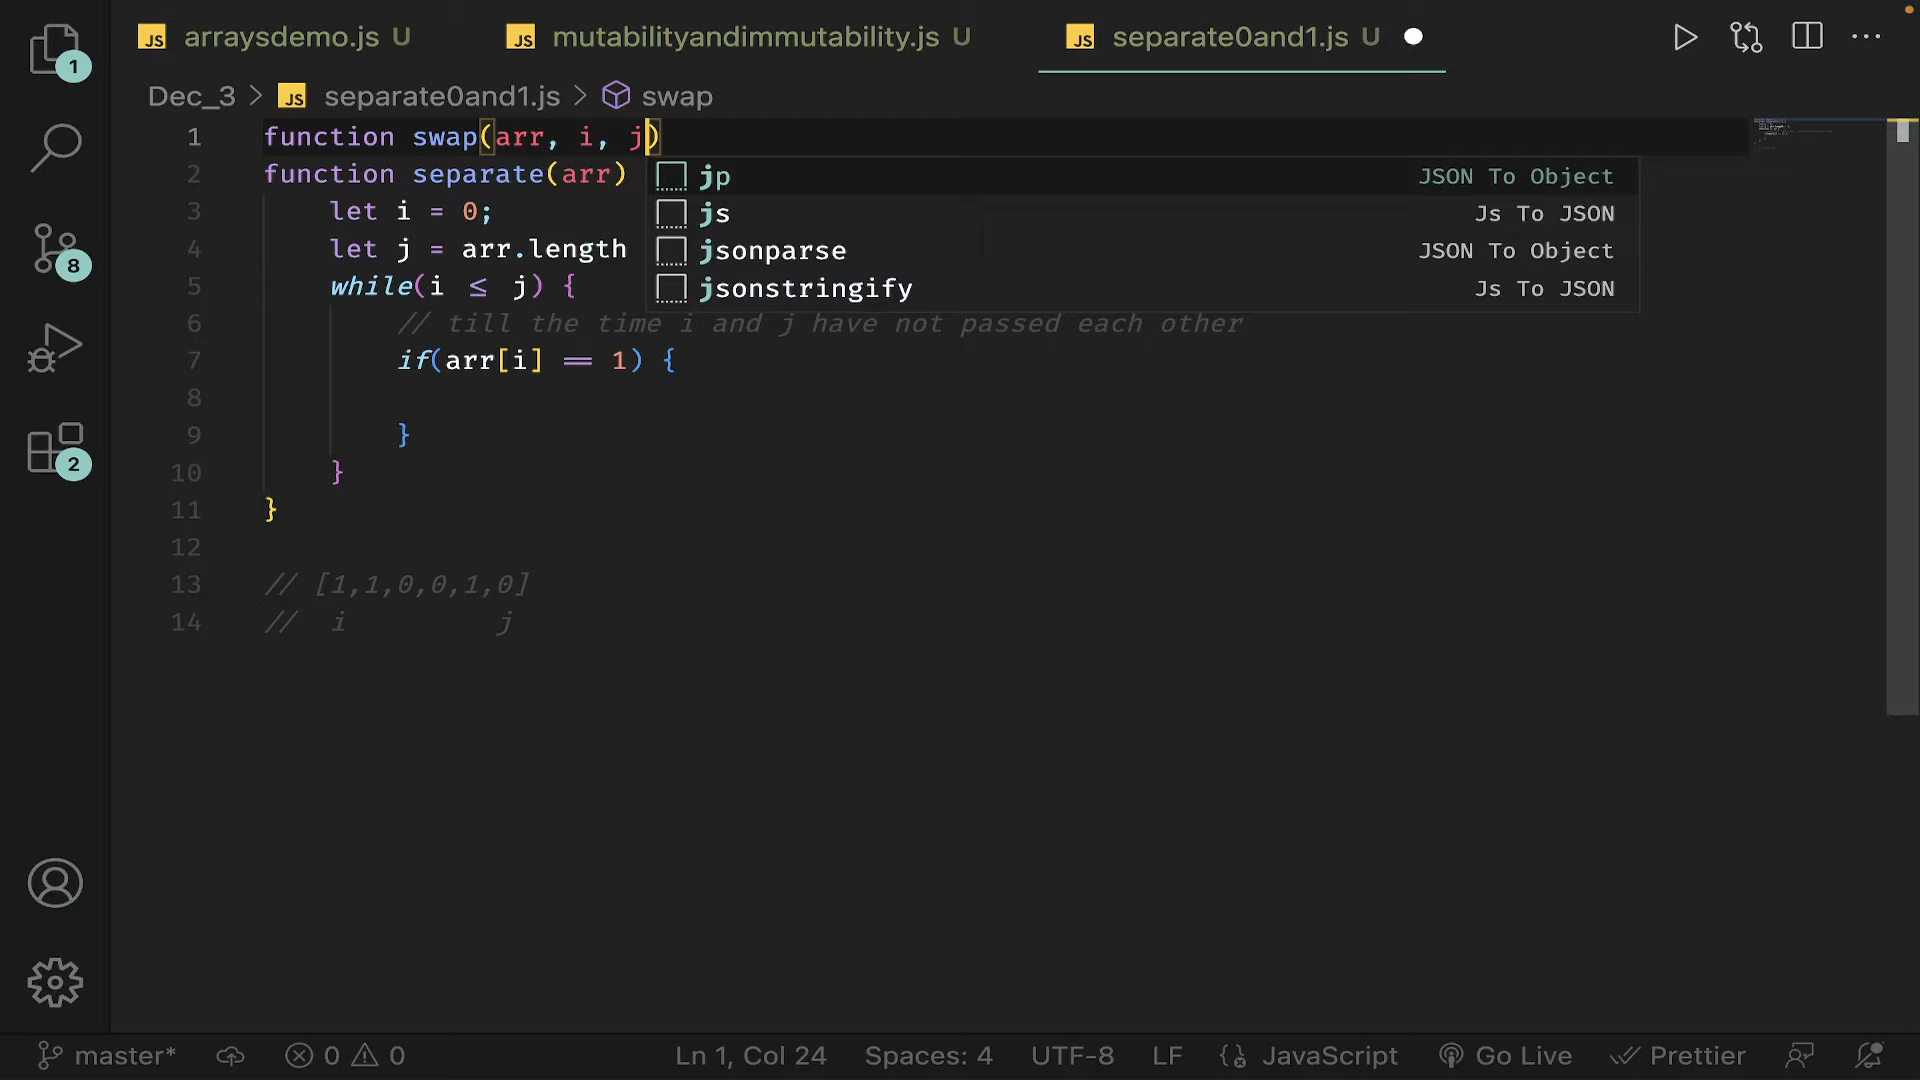 JS arraysdemo.js U JS mutabilityandimmutability.js U JS separate0and1.js U
1
Dec_3 > JS separate0and1.js > swap
1 function swap(arr, i, j)
2 function separate(arr)
jp JSON To Object
3 let i = 0;
js Js To JSON
4 let j = arr.length
jsonparse JSON To Object
8
5 while(i ≤ j) {
jsonstringify Js To JSON
6 // till the time i and j have not passed each other
7 if(arr[i] == 1) {
8
9 }
2
10 }
11 }
12
13 // [1,1,0,0,1,0]
14 // i j
master* 0 0 Ln 1, Col 24 Spaces: 4 UTF-8 LF JavaScript Go Live Prettier